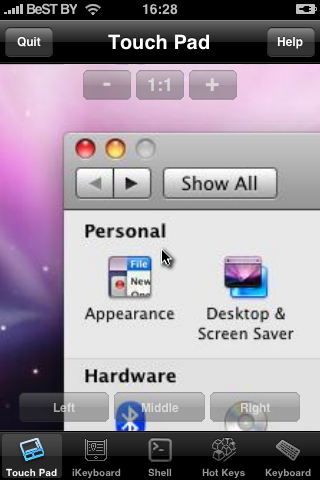 BeST BY 16:28
Quit Touch Pad Help
- 1:1 +
Show All
Personal
File
New
Appearance
Desktop &
Screen Saver
Hardware
Left Middle Right
Touch Pad iKeyboard Shell Hot Keys Keyboard